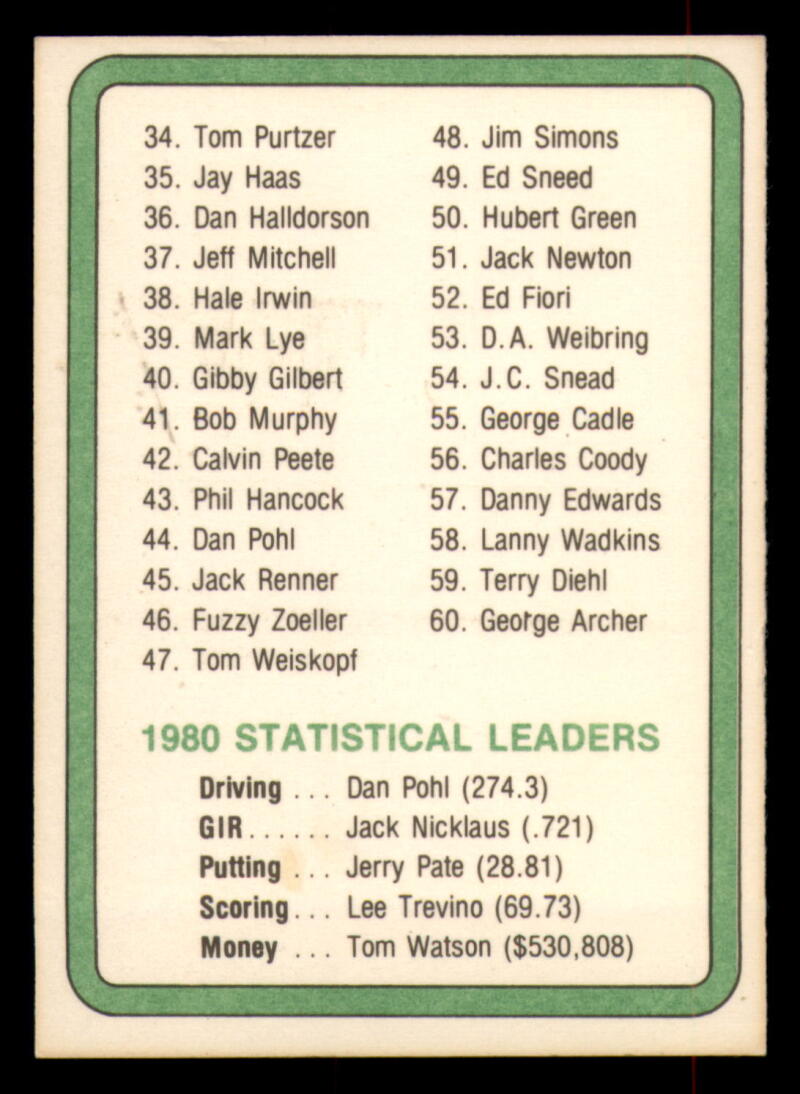 34. Tom Purtzer
35. Jay Haas
36. Dan Halldorson
37. Jeff Mitchell
38. Hale Irwin
39. Mark Lye
40. Gibby Gilbert
41. Bob Murphy
42. Calvin Peete
43. Phil Hancock
44. Dan Pohl
45. Jack Renner
46. Fuzzy Zoeller
47. Tom Weiskopf
48. Jim Simons
49. Ed Sneed
50. Hubert Green
51. Jack Newton
52. Ed Fiori
53. D.A. Weibring
54. J.C. Snead
55. George Cadle
56. Charles Coody
57. Danny Edwards
58. Lanny Wadkins
59. Terry Diehl
60. George Archer
1980 STATISTICAL LEADERS
Driving ... Dan Pohl (274.3)
GIR...... Jack Nicklaus (.721)
Putting ... Jerry Pate (28.81)
Scoring... Lee Trevino (69.73)
Money ... Tom Watson ($530,808)